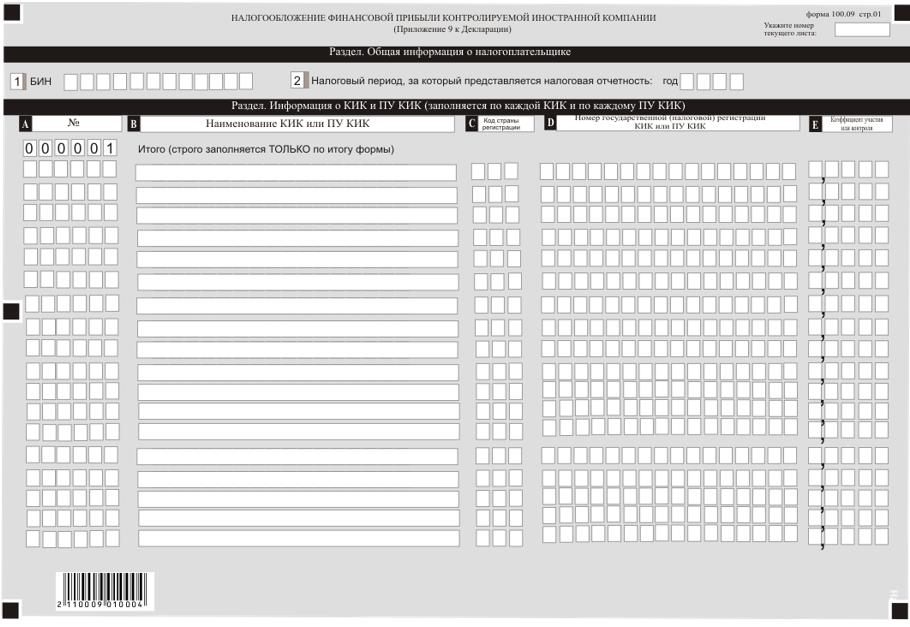 НАЛОГООБЛОЖЕНИЕ ФИНАНСОВОЙ ПРИБЫЛИ КОНТРОЛИРУЕМОЙ ИНОСТРАННОЙ КОМПАНИИ
(Приложение 9 к Декларации)
форма 100.09 стр.01
Укажите номер
текущего листа:
Раздел. Общая информация о налогоплательщике
1 БИН
2 Налоговый период, за который представляется налоговая отчетность: год
Раздел. Информация о КИК и ПУ КИК (заполняется по каждой КИК и по каждому ПУ КИК)
A №
B Наименование КИК или ПУ КИК
C Код страны
регистрации
D Номер государственной (налоговой) регистрации
КИК или ПУ КИК
E Коэффициент участия
или контроля
000001 Итого (строго заполняется ТОЛЬКО по итогу формы)
2 110009 010004